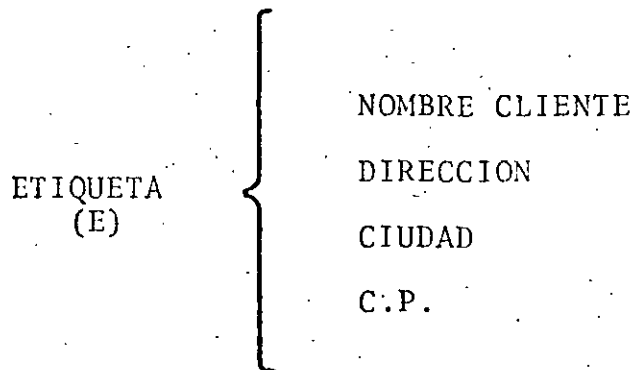 ETIQUETA
(E)
NOMBRE CLIENTE
DIRECCION
CIUDAD
C.P.